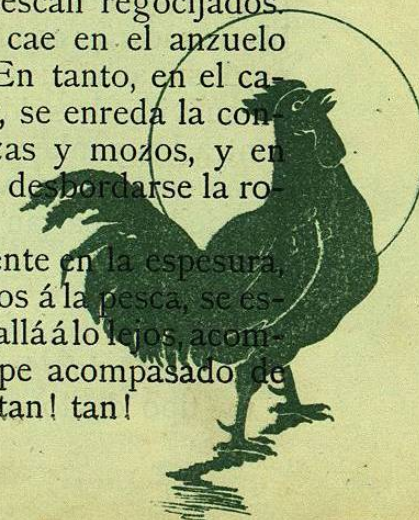 escan regocijados.
cae en el anzuelo
En tanto, en el ca-
, se enreda la con-
zas y mozos, y en
desbordarse la ro-
ente en la espesura,
os á la pesca, se es-
allá á lo lejos, acom-
pe acompasado de
tan! tan!